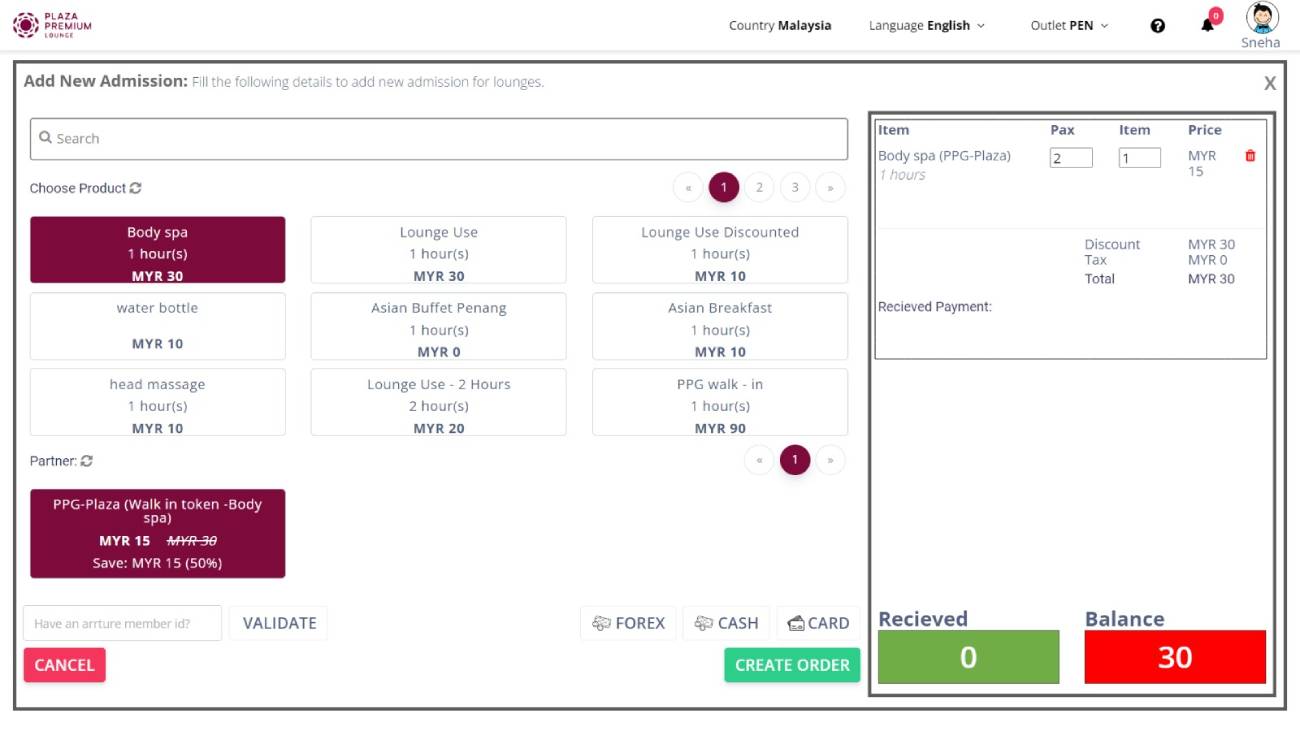 PLAZA
PREMIUM
LOUNGE
Country Malaysia
Language English
Outlet PEN
0
Sneha
Add New Admission: Fill the following details to add new admission for lounges.
X
Search
Choose Product
« 1 2 3 »
Body spa
1 hour(s)
MYR 30
Lounge Use
1 hour(s)
MYR 30
Lounge Use Discounted
1 hour(s)
MYR 10
water bottle
MYR 10
Asian Buffet Penang
1 hour(s)
MYR 0
Asian Breakfast
1 hour(s)
MYR 10
head massage
1 hour(s)
MYR 10
Lounge Use - 2 Hours
2 hour(s)
MYR 20
PPG walk - in
1 hour(s)
MYR 90
Partner:
« 1 »
PPG-Plaza (Walk in token -Body
spa)
MYR 15 MYR 30
Save: MYR 15 (50%)
Have an arrture member id?
VALIDATE
FOREX
CASH
CARD
CANCEL
CREATE ORDER
Item Pax Item Price
Body spa (PPG-Plaza) 2 1 MYR
15
1 hours
Discount MYR 30
Tax MYR 0
Total MYR 30
Recieved Payment:
Recieved Balance
0 30